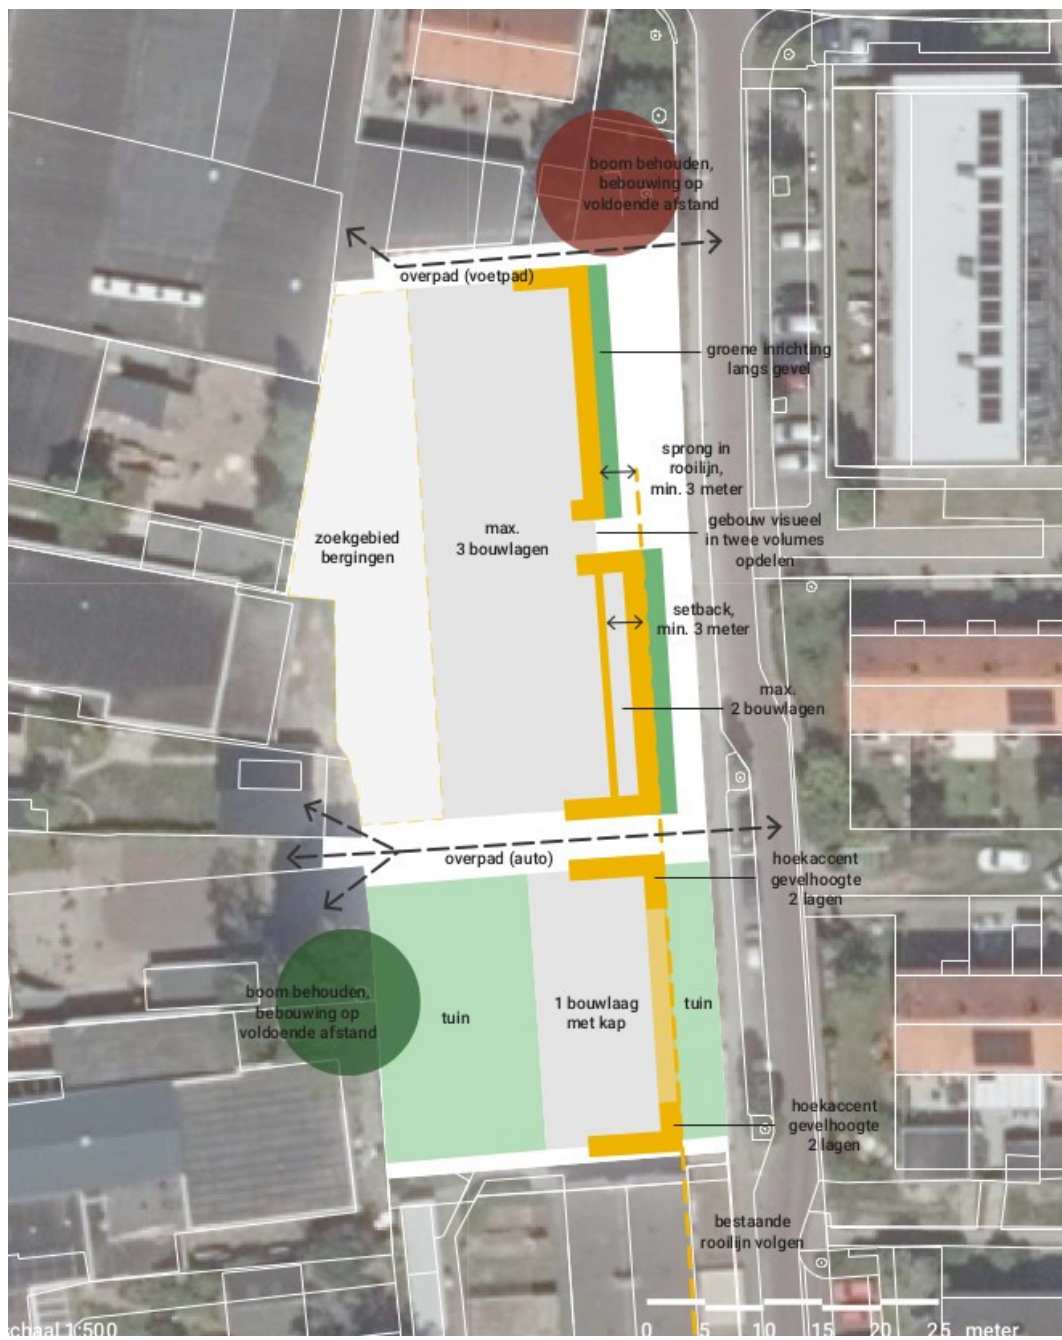 boom behouden,
bebouwing op
voldoende afstand
overpad (voetpad)
groene inrichting
langs gevel
sprong in
rooilijn,
min. 3 meter
gebouw visueel
in twee volumes
opdelen
zoekgebied
bergingen
max.
3 bouwlagen
setback,
min. 3 meter
max.
2 bouwlagen
overpad (auto)
hoekaccent
gevelhoogte
2 lagen
boom behouden,
bebouwing op
voldoende afstand
tuin
1 bouwlaag
met kap
tuin
hoekaccent
gevelhoogte
2 lagen
bestaande
rooilijn volgen
chaal 1:500
0 5 10 15 20 25 meter